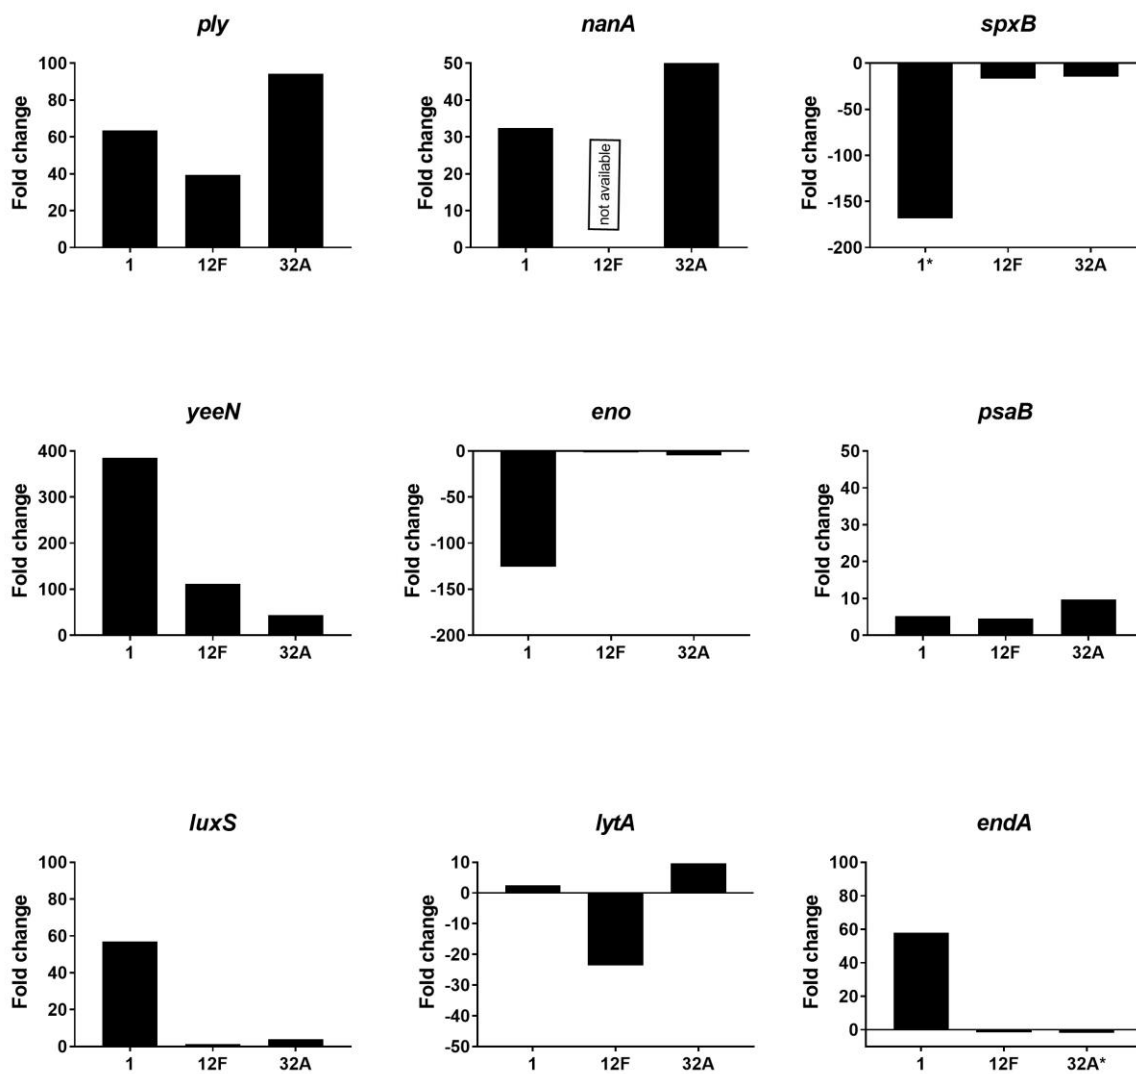 ply
Fold change
100
80
60
40
20
0
1 12F 32A
nanA
Fold change
50
40
30
20
10
0
not available
1 12F 32A
spxB
Fold change
0
-50
-100
-150
-200
1* 12F 32A
yeeN
Fold change
400
300
200
100
0
1 12F 32A
eno
Fold change
0
-50
-100
-150
-200
1 12F 32A
psaB
Fold change
50
40
30
20
10
0
1 12F 32A
luxS
Fold change
100
80
60
40
20
0
1 12F 32A
lytA
Fold change
10
0
-10
-20
-30
-40
-50
1 12F 32A
endA
Fold change
100
80
60
40
20
0
1 12F 32A*